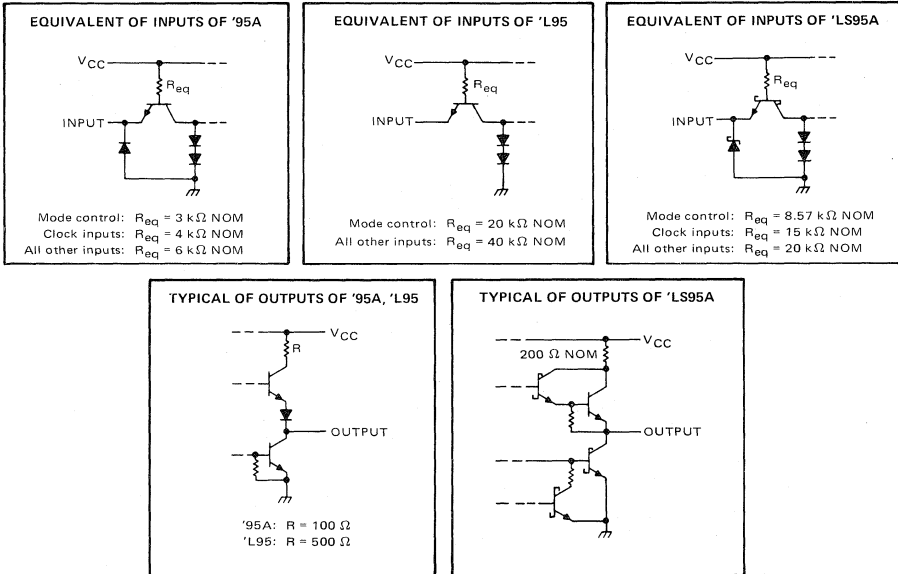 EQUIVALENT OF INPUTS OF '95A
VCC
Req
INPUT
Mode control: Req = 3 kΩ NOM
Clock inputs: Req = 4 kΩ NOM
All other inputs: Req = 6 kΩ NOM
EQUIVALENT OF INPUTS OF 'L95
VCC
Req
INPUT
Mode control: Req = 20 kΩ NOM
All other inputs: Req = 40 kΩ NOM
EQUIVALENT OF INPUTS OF 'LS95A
VCC
Req
INPUT
Mode control: Req = 8.57 kΩ NOM
Clock inputs: Req = 15 kΩ NOM
All other inputs: Req = 20 kΩ NOM
TYPICAL OF OUTPUTS OF '95A, 'L95
VCC
R
OUTPUT
'95A: R = 100 Ω
'L95: R = 500 Ω
TYPICAL OF OUTPUTS OF 'LS95A
VCC
200 Ω NOM
OUTPUT